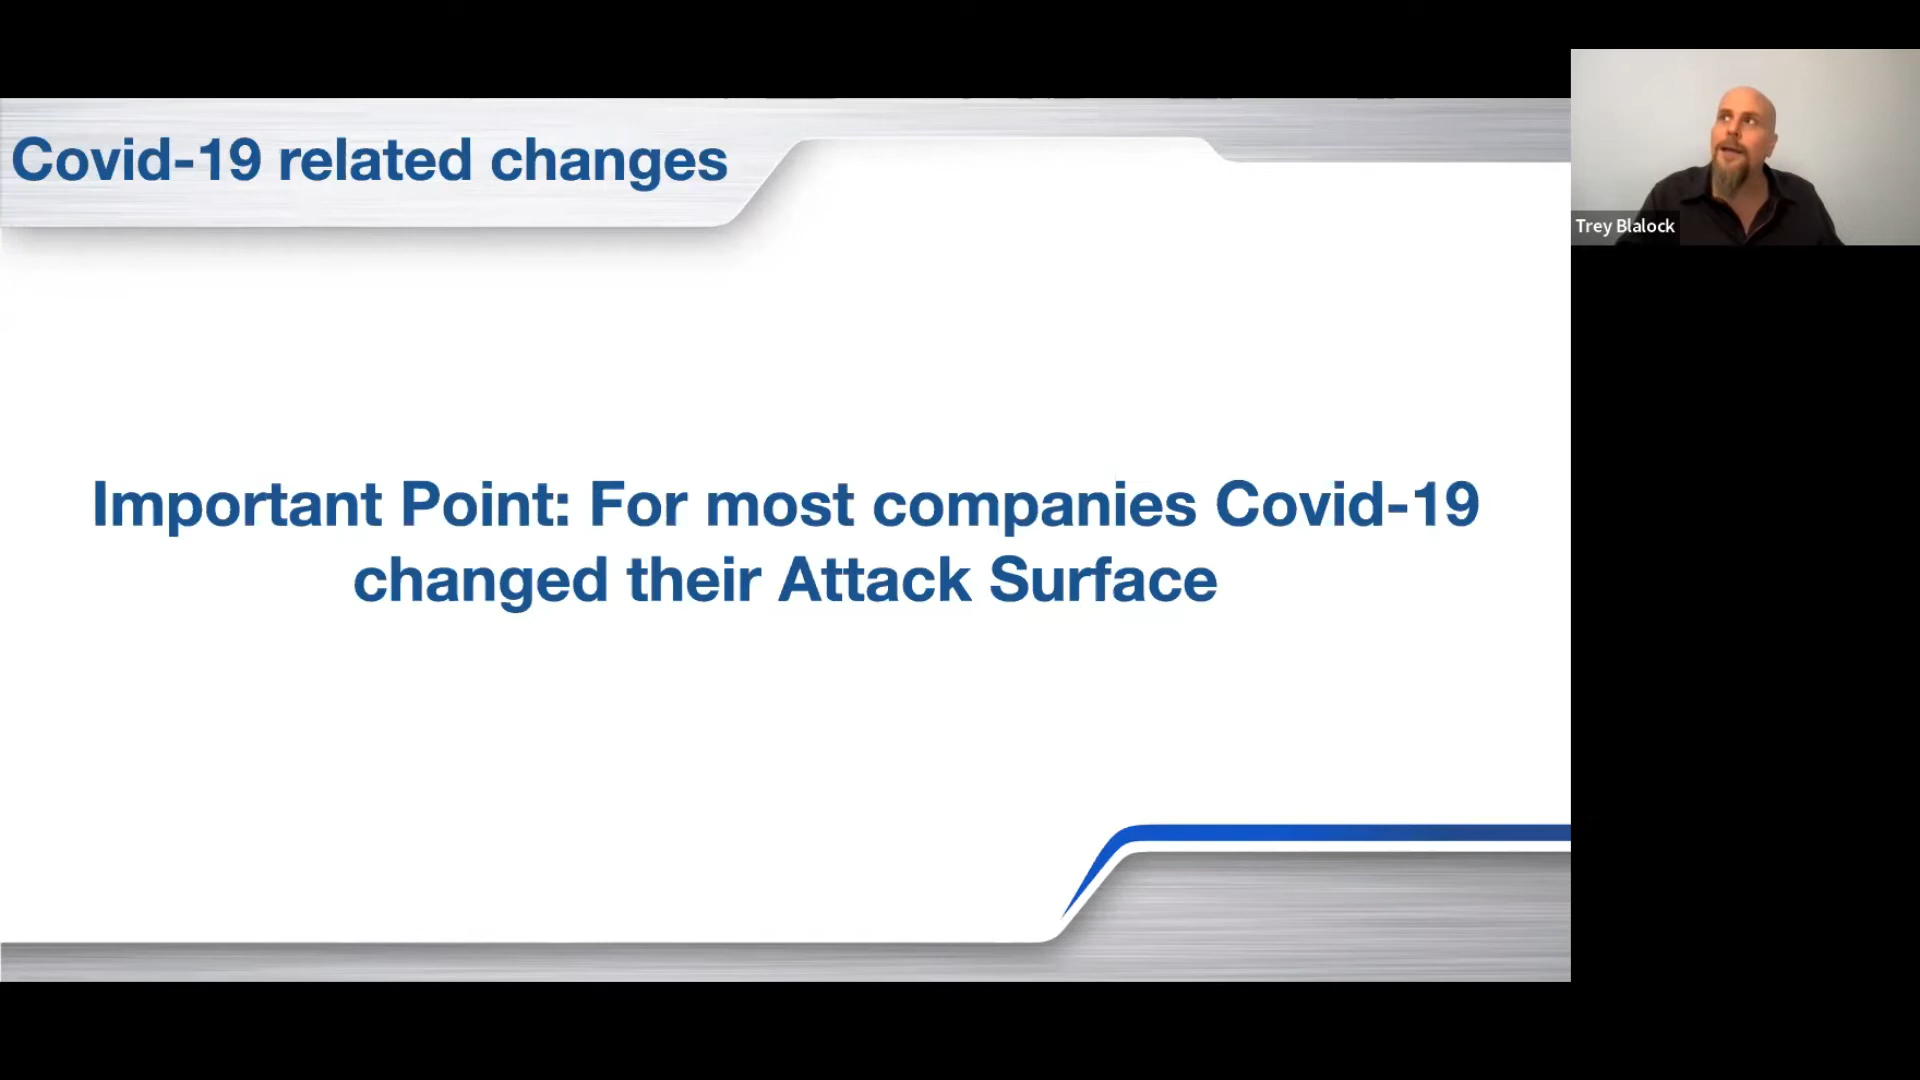 Covid-19 related changes
Trey Blalock
Important Point: For most companies Covid-19
changed their Attack Surface